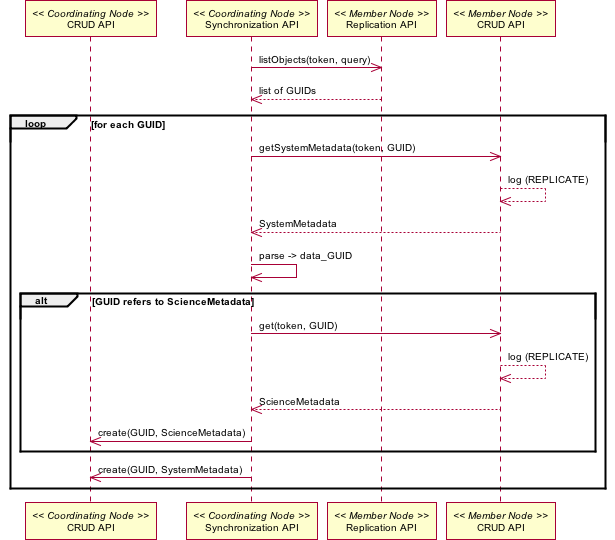 << Coordinating Node >>
CRUD API
<< Coordinating Node >>
Synchronization API
<< Member Node >>
Replication API
<< Member Node >>
CRUD API
listObjects(token, query)
list of GUIDs
loop
[for each GUID]
getSystemMetadata(token, GUID)
log (REPLICATE)
SystemMetadata
parse -> data_GUID
alt
[GUID refers to ScienceMetadata]
get(token, GUID)
log (REPLICATE)
ScienceMetadata
create(GUID, ScienceMetadata)
create(GUID, SystemMetadata)
<< Coordinating Node >>
CRUD API
<< Coordinating Node >>
Synchronization API
<< Member Node >>
Replication API
<< Member Node >>
CRUD API